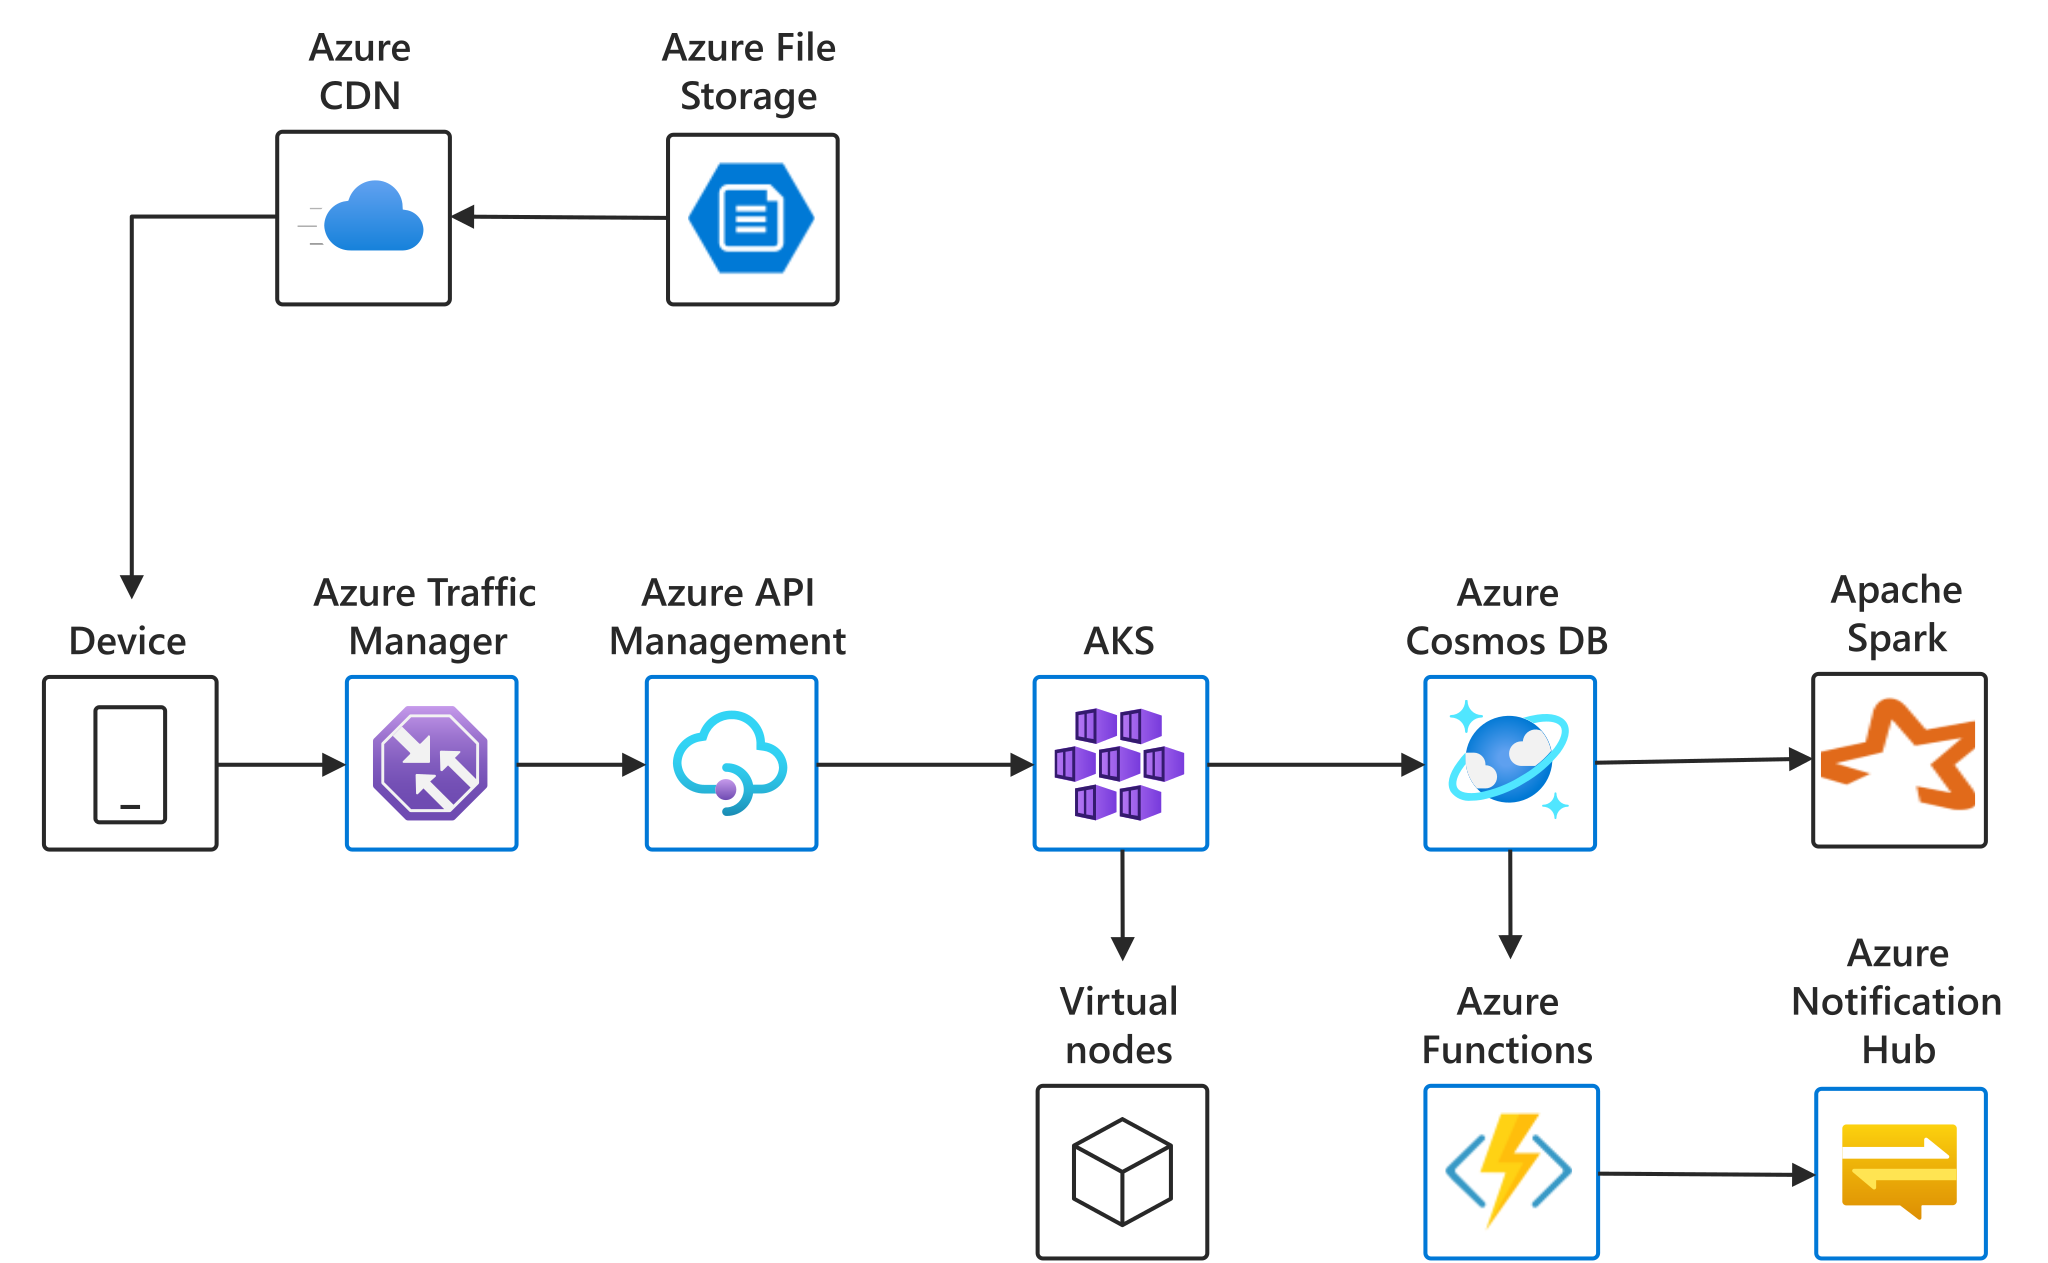 Azure
CDN
Azure File
Storage
Device
Azure Traffic
Manager
Azure API
Management
AKS
Azure
Cosmos DB
Apache
Spark
Virtual
nodes
Azure
Functions
Azure
Notification
Hub